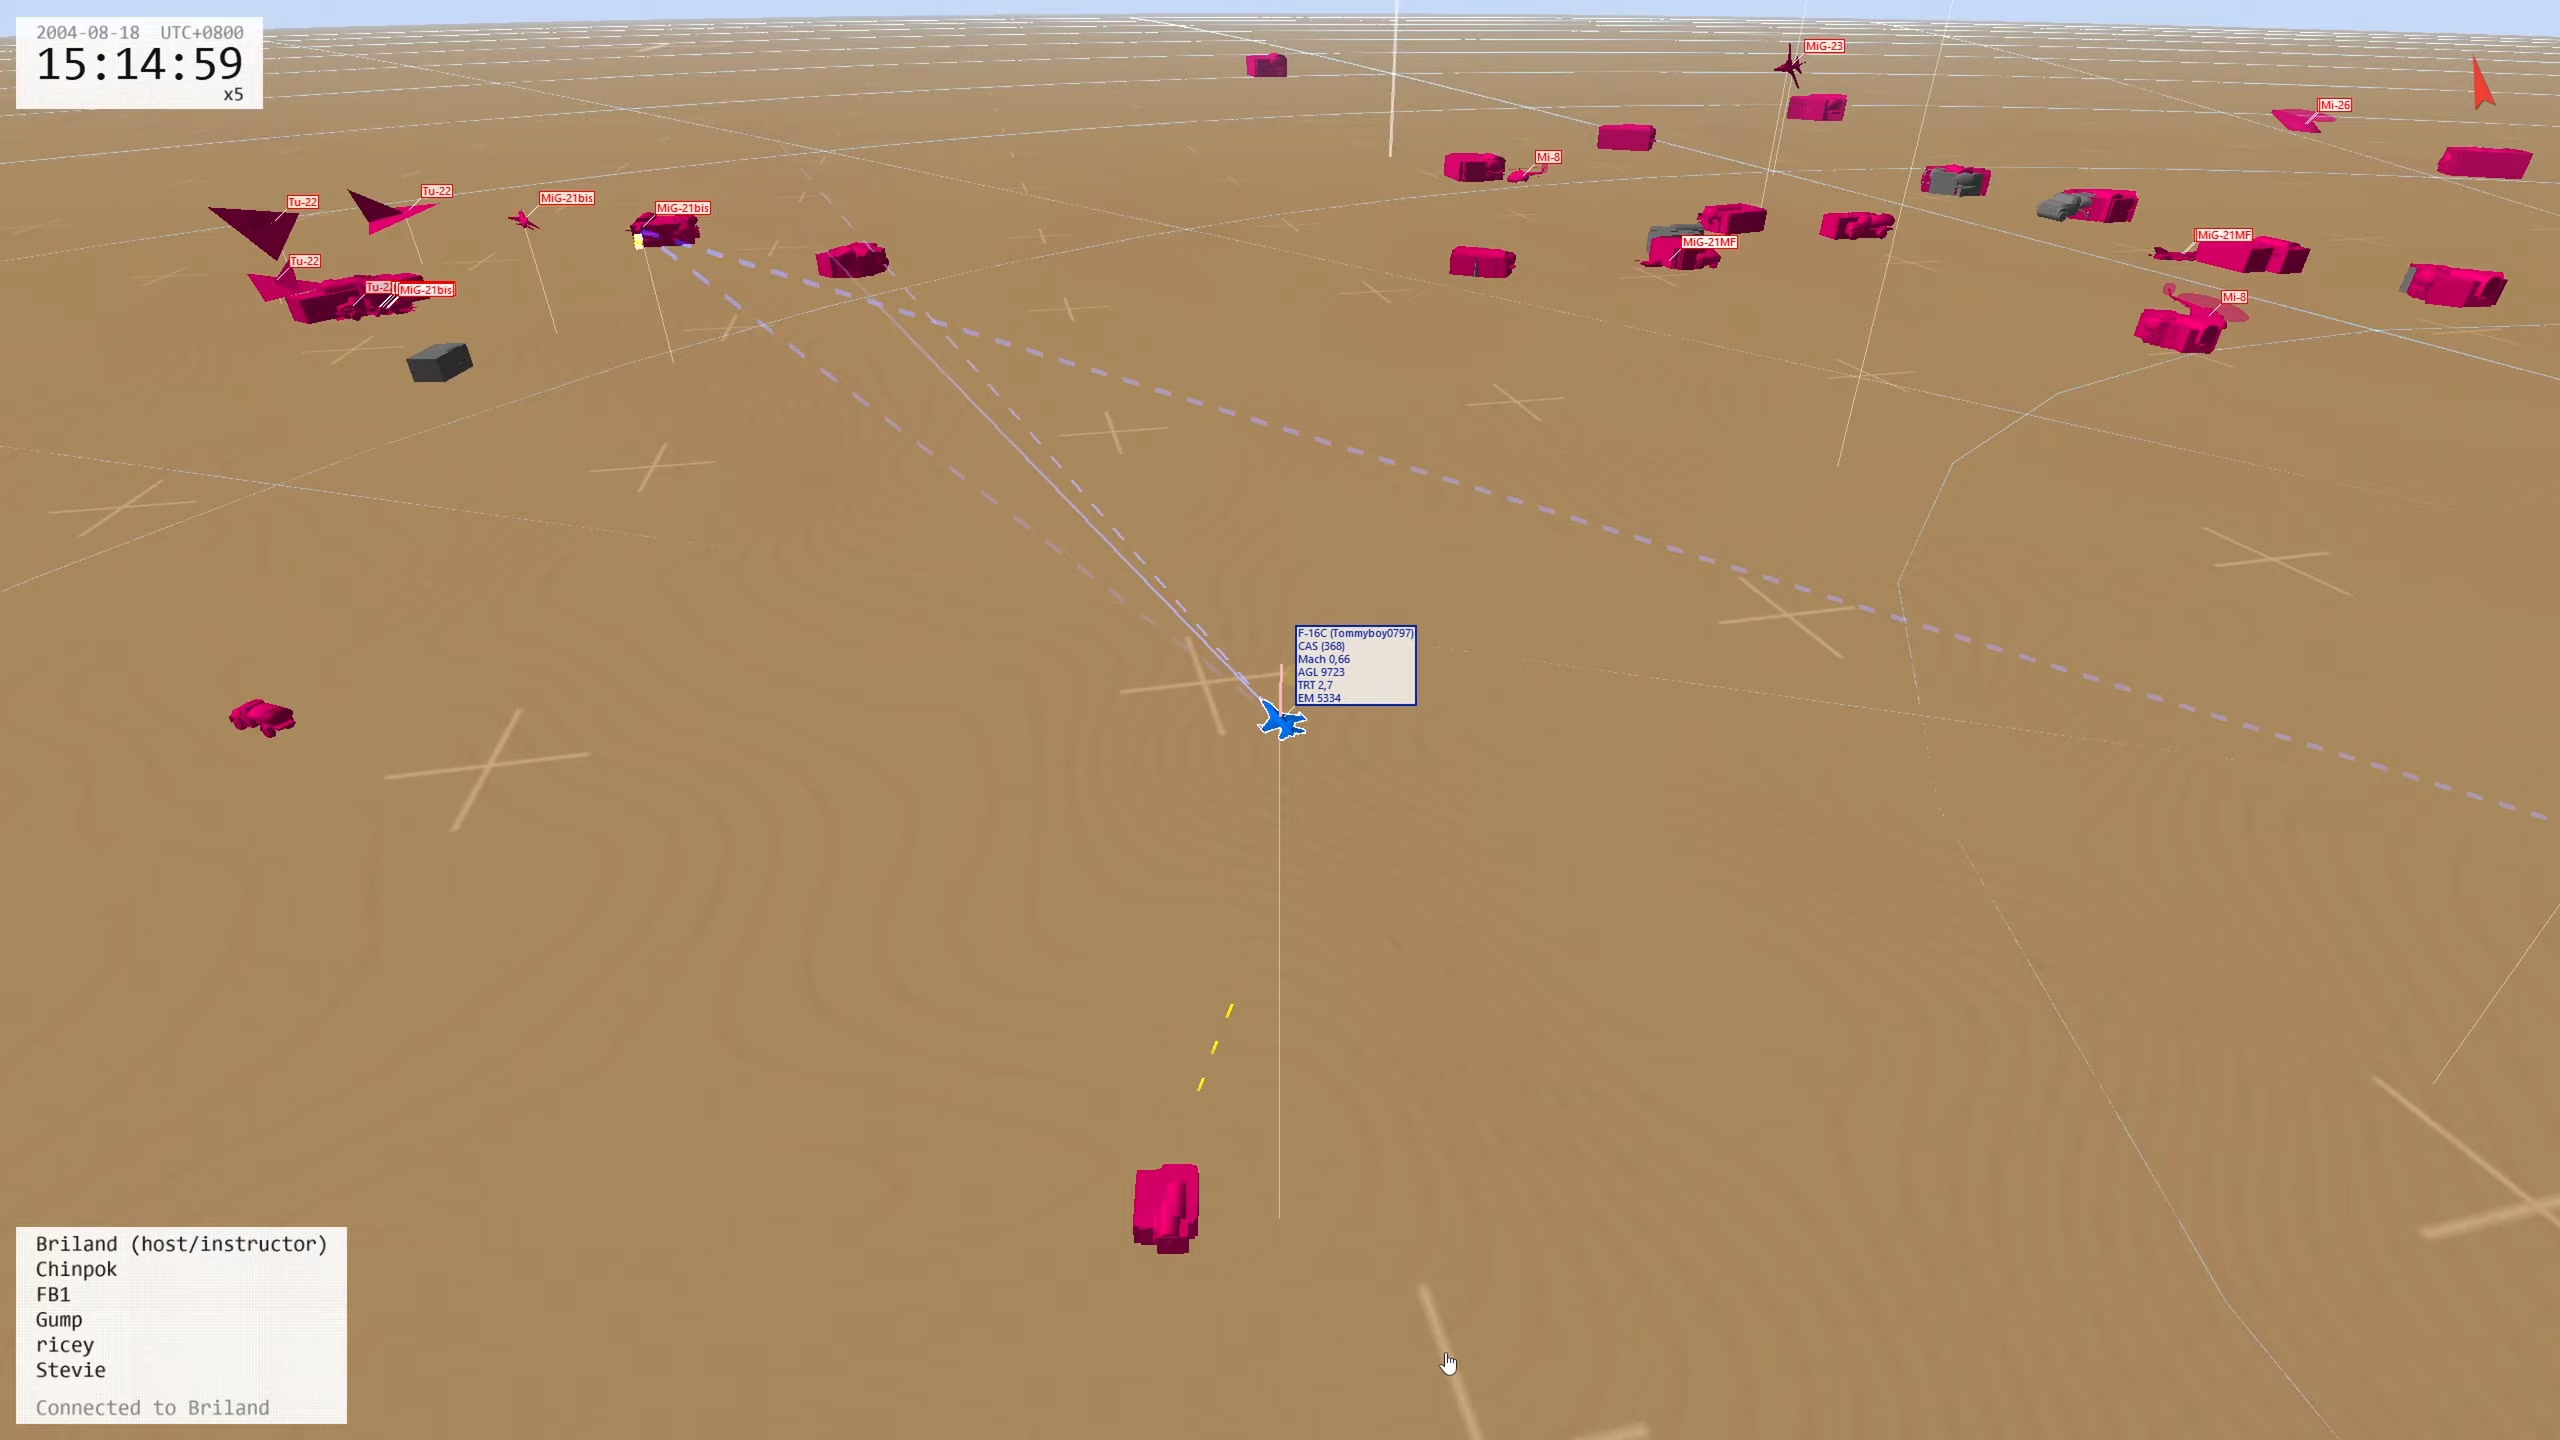 2004-08-18 UTC+0800
15:14:59
x5
MiG-23
Mi-26
Mi-8
Tu-22
Tu-22
MiG-21bis
MiG-21bis
MiG-21MF
MiG-21MF
Tu-22
MiG-21bis
Mi-8
F-16C (Tommyboy0797)
CAS (368)
Mach 0,66
AGL 9723
TRT 2,7
EM 5334
Briland (host/instructor)
Chinpok
FB1
Gump
ricey
Stevie
Connected to Briland